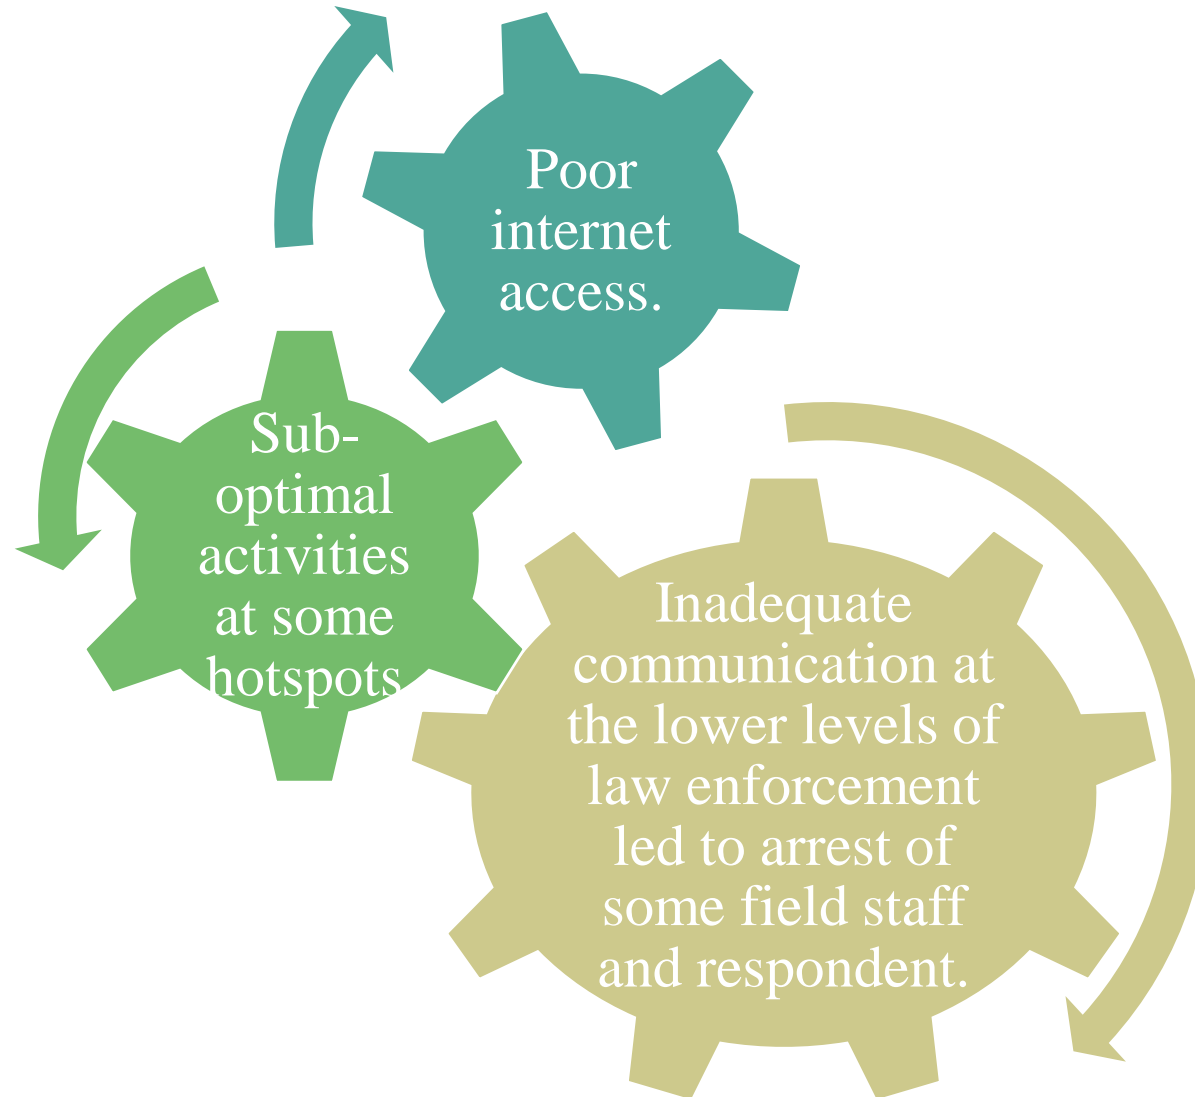 Poor
internet
access.
Sub-
optimal
activities
at some
hotspots
Inadequate
communication at
the lower levels of
law enforcement
led to arrest of
some field staff
and respondent.